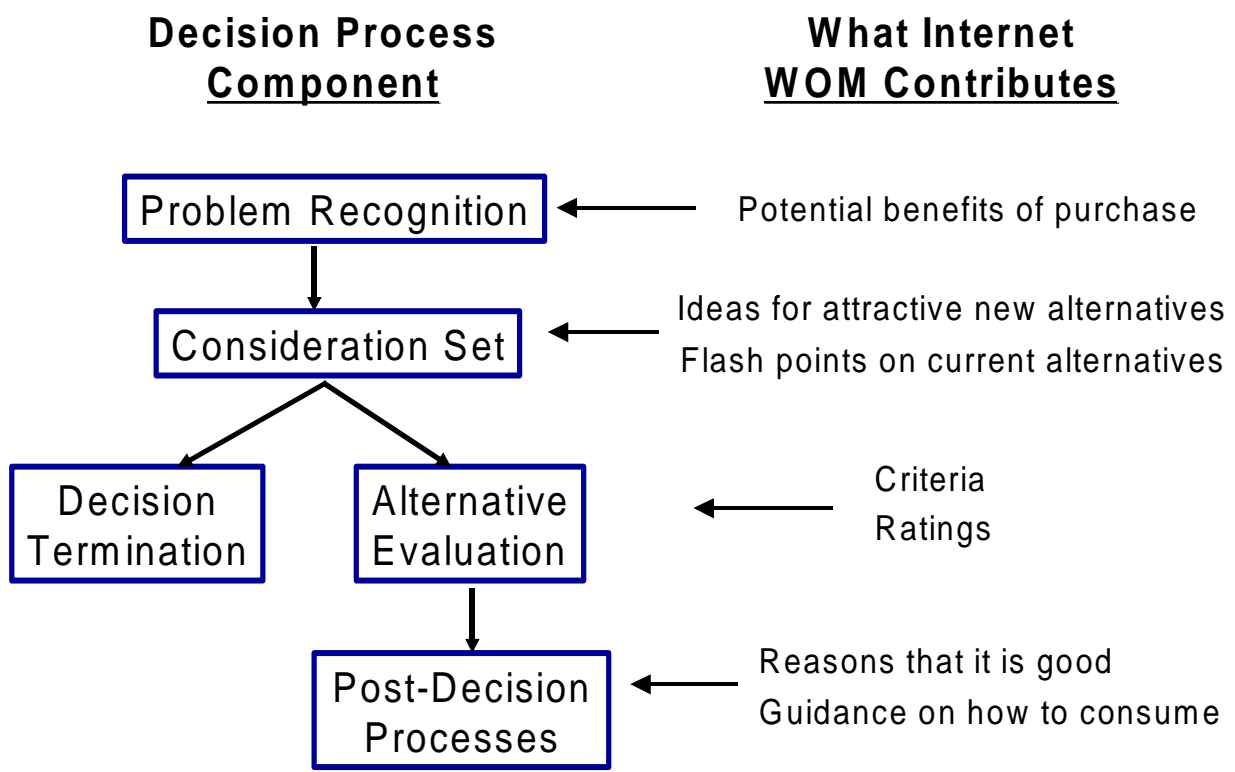 Decision Process
Component
What Internet
WOM Contributes
Problem Recognition
Potential benefits of purchase
Consideration Set
Ideas for attractive new alternatives
Flash points on current alternatives
Decision
Termination
Alternative
Evaluation
Criteria
Ratings
Post-Decision
Processes
Reasons that it is good
Guidance on how to consume